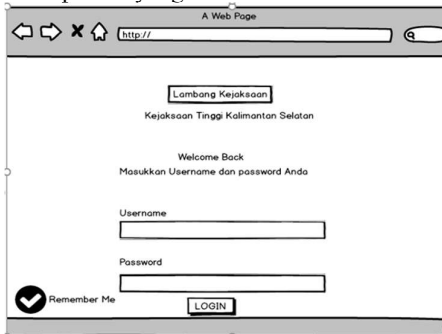 A Web Page
http://
Lambang Kejaksaan
Kejaksaan Tinggi Kalimantan Selatan
Welcome Back
Masukkan Username dan password Anda
Username
Password
Remember Me
LOGIN